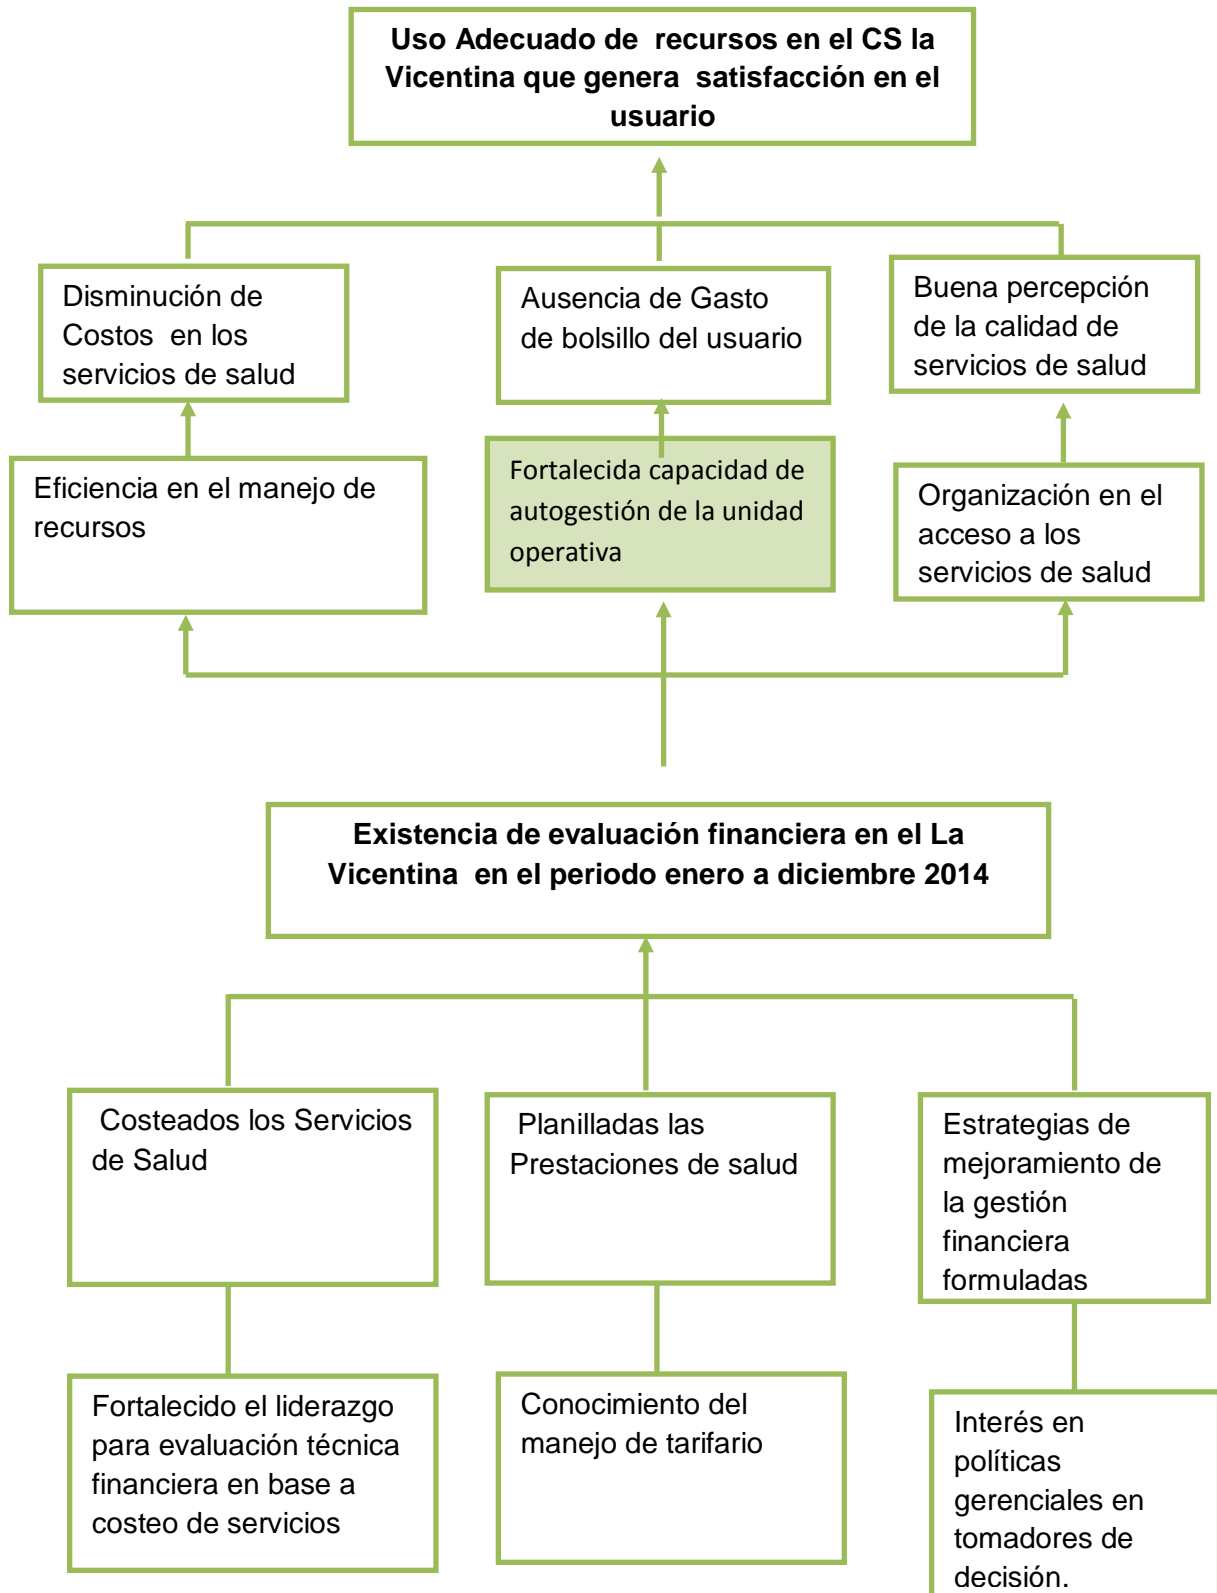 Uso Adecuado de recursos en el CS la
Vicentina que genera satisfacción en el
usuario
Disminución de
Costos en los
servicios de salud
Ausencia de Gasto
de bolsillo del usuario
Buena percepción
de la calidad de
servicios de salud
Eficiencia en el manejo de
recursos
Fortalecida capacidad de
autogestión de la unidad
operativa
Organización en el
acceso a los
servicios de salud
Existencia de evaluación financiera en el La
Vicentina en el periodo enero a diciembre 2014
Costeados los Servicios
de Salud
Planilladas las
Prestaciones de salud
Estrategias de
mejoramiento de
la gestión
financiera
formuladas
Fortalecido el liderazgo
para evaluación técnica
financiera en base a
costeo de servicios
Conocimiento del
manejo de tarifario
Interés en
políticas
gerenciales en
tomadores de
decisión.